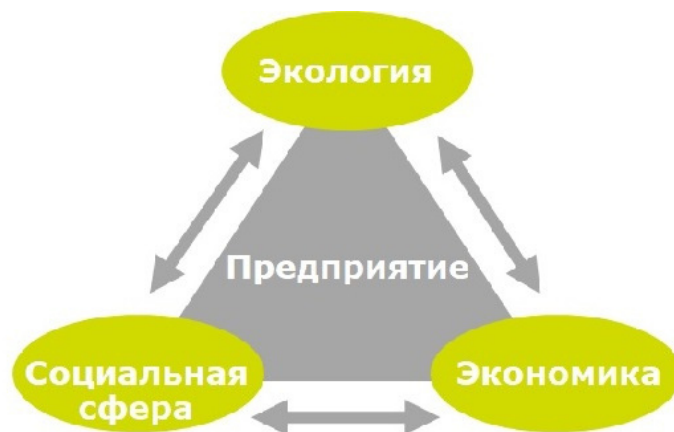 Экология
Предприятие
Социальная
сфера
Экономика